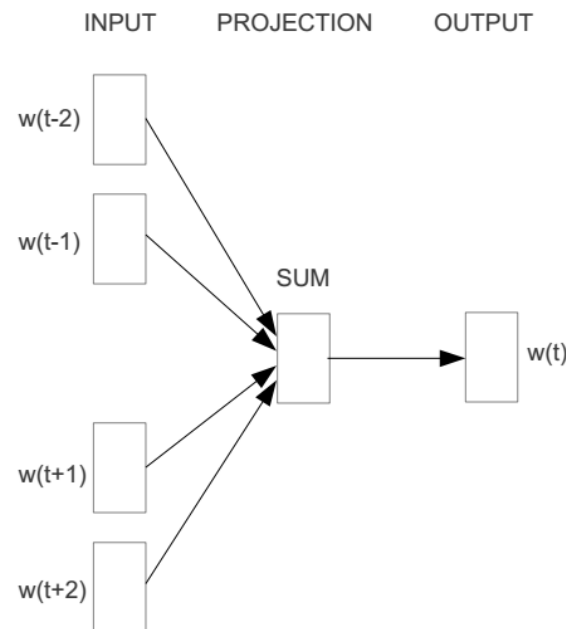 INPUT PROJECTION OUTPUT
w(t-2)
w(t-1)
SUM
w(t)
w(t+1)
w(t+2)